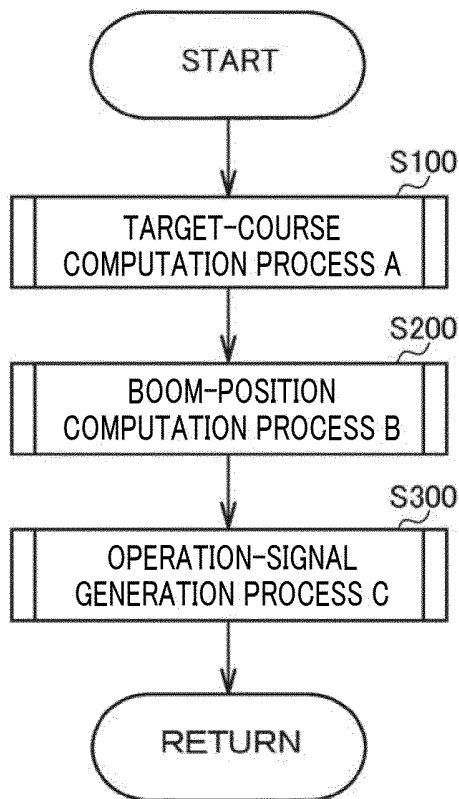 START
S100
TARGET-COURSE
COMPUTATION PROCESS A
S200
BOOM-POSITION
COMPUTATION PROCESS B
S300
OPERATION-SIGNAL
GENERATION PROCESS C
RETURN